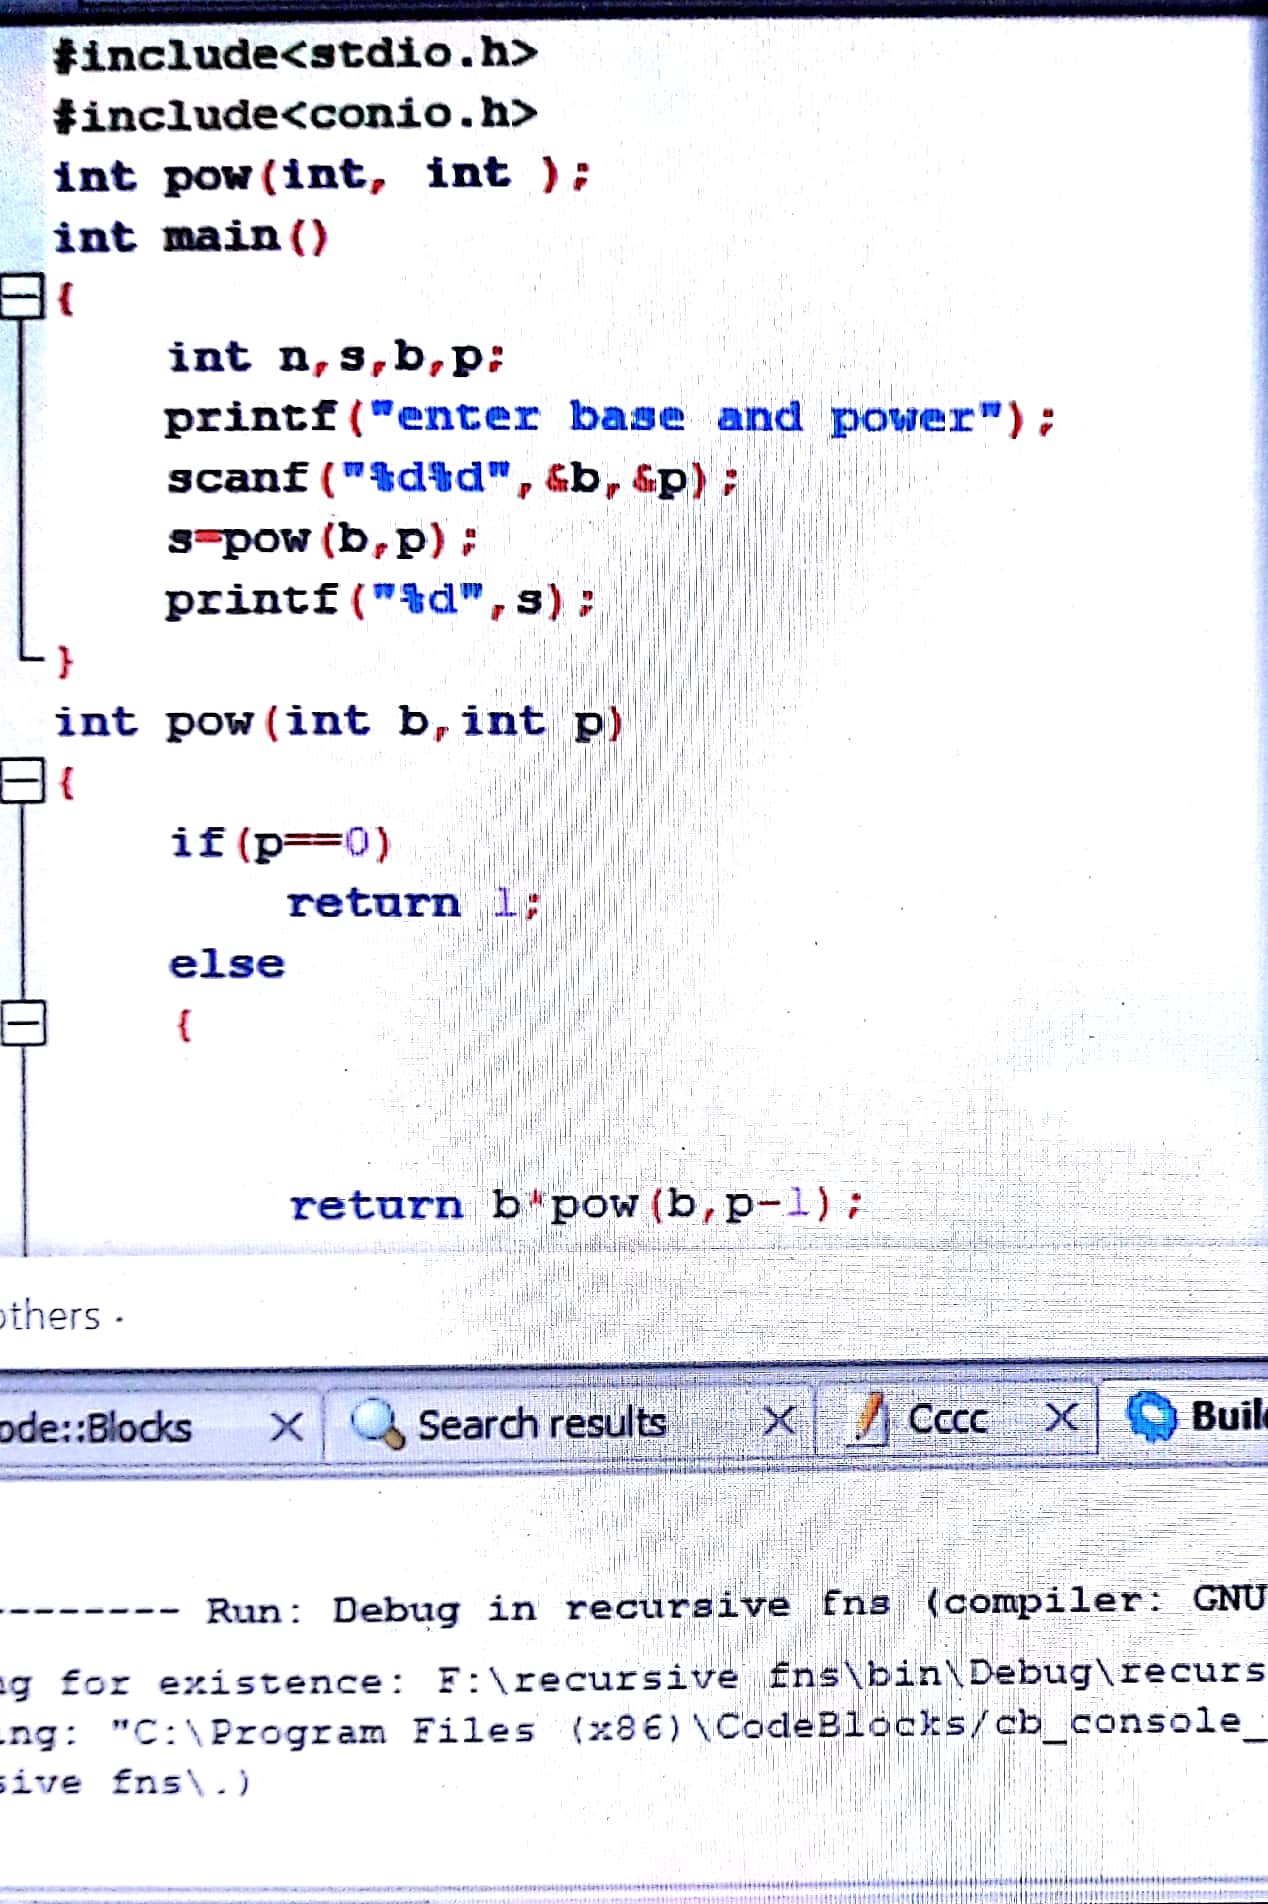 #include<stdio.h>
#include<conio.h>
int pow(int, int );
int main()
{
int n,s,b,p;
printf("enter base and power");
scanf("%d%d",&b,&p);
s=pow(b,p);
printf("%d",s);
}
int pow(int b,int p)
{
if(p==0)
return 1;
else
{
return b*pow(b,p-1);
others
ode::Blocks
Search results
Cccc
Buil
-------- Run: Debug in recursive fns (compiler: GNU
ng for existence: F:\recursive fns\bin\Debug\recurs
ing: "C:\Program Files (x86)\CodeBlocks/cb_console_
sive fns\.)